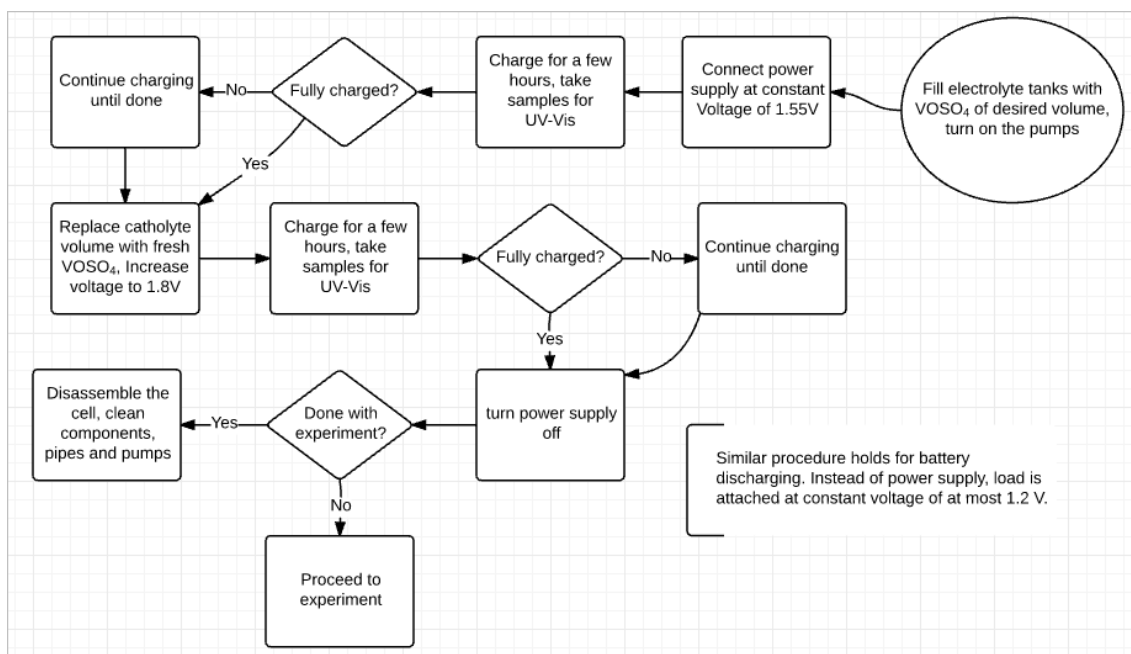 Fill electrolyte tanks with
VOSO₄ of desired volume,
turn on the pumps
Connect power
supply at constant
Voltage of 1.55V
Charge for a few
hours, take
samples for
UV-Vis
Fully charged?
No
Continue charging
until done
Yes
Replace catholyte
volume with fresh
VOSO₄, Increase
voltage to 1.8V
Charge for a few
hours, take
samples for
UV-Vis
Fully charged?
No
Continue charging
until done
Yes
turn power supply
off
Done with
experiment?
Yes
Disassemble the
cell, clean
components,
pipes and pumps
No
Proceed to
experiment
Similar procedure holds for battery
discharging. Instead of power supply, load is
attached at constant voltage of at most 1.2 V.